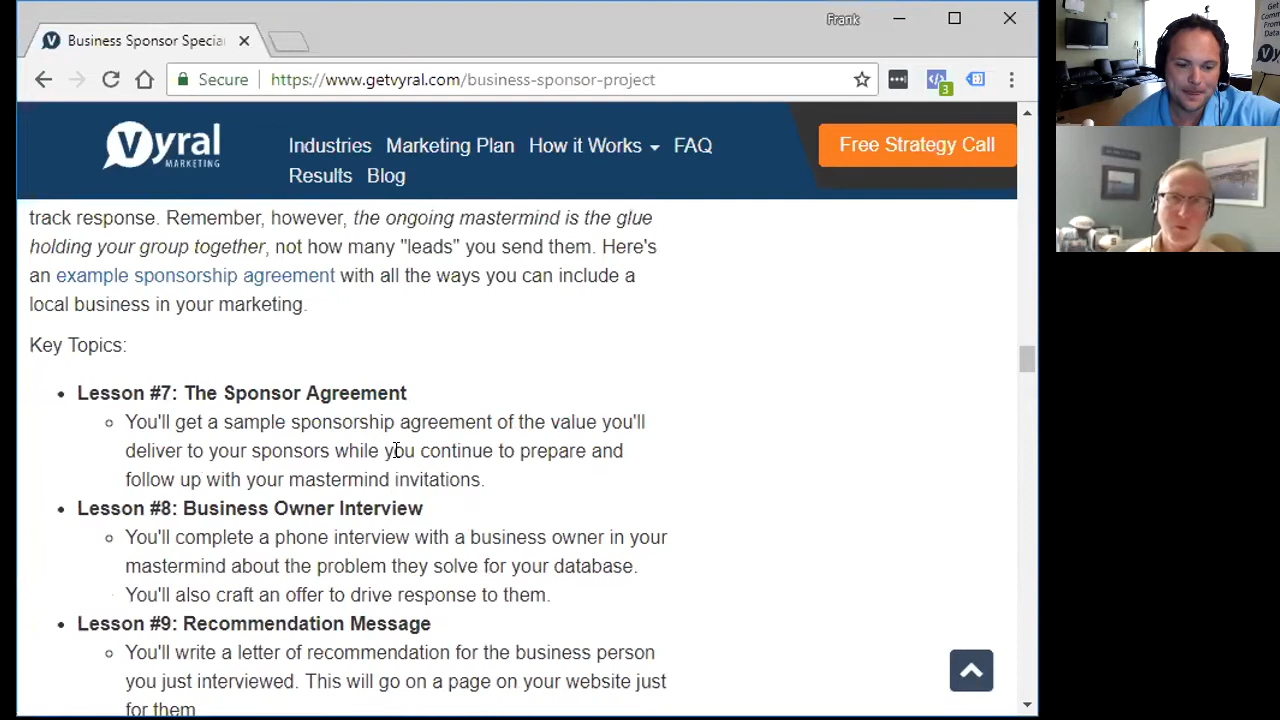 Frank
Business Sponsor Specia
Secure
https://www.getvyral.com/business-sponsor-project
3
Vyral
MARKETING
Industries Marketing Plan How it Works FAQ
Results Blog
Free Strategy Call
track response. Remember, however, the ongoing mastermind is the glue
holding your group together, not how many "leads" you send them. Here's
an example sponsorship agreement with all the ways you can include a
local business in your marketing.
Key Topics:
Lesson #7: The Sponsor Agreement
You'll get a sample sponsorship agreement of the value you'll
deliver to your sponsors while you continue to prepare and
follow up with your mastermind invitations.
Lesson #8: Business Owner Interview
You'll complete a phone interview with a business owner in your
mastermind about the problem they solve for your database.
You'll also craft an offer to drive response to them.
Lesson #9: Recommendation Message
You'll write a letter of recommendation for the business person
you just interviewed. This will go on a page on your website just
for them